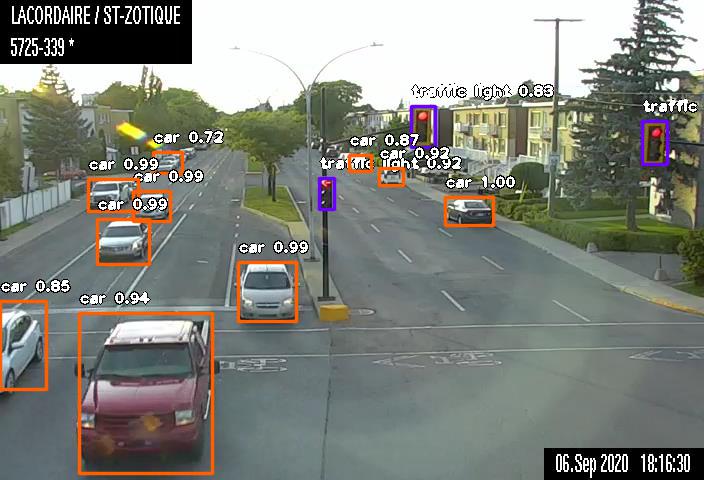 LACORDAIRE / ST-ZOTIQUE
5725-339 *
traffic light 0.83
traffic
car 0.72
car 0.87
car 0.99
car 0.99
car 0.92
traffic light 0.92
car 1.00
car 0.99
car 0.99
car 0.85
car 0.94
06.Sep 2020 18:16:30